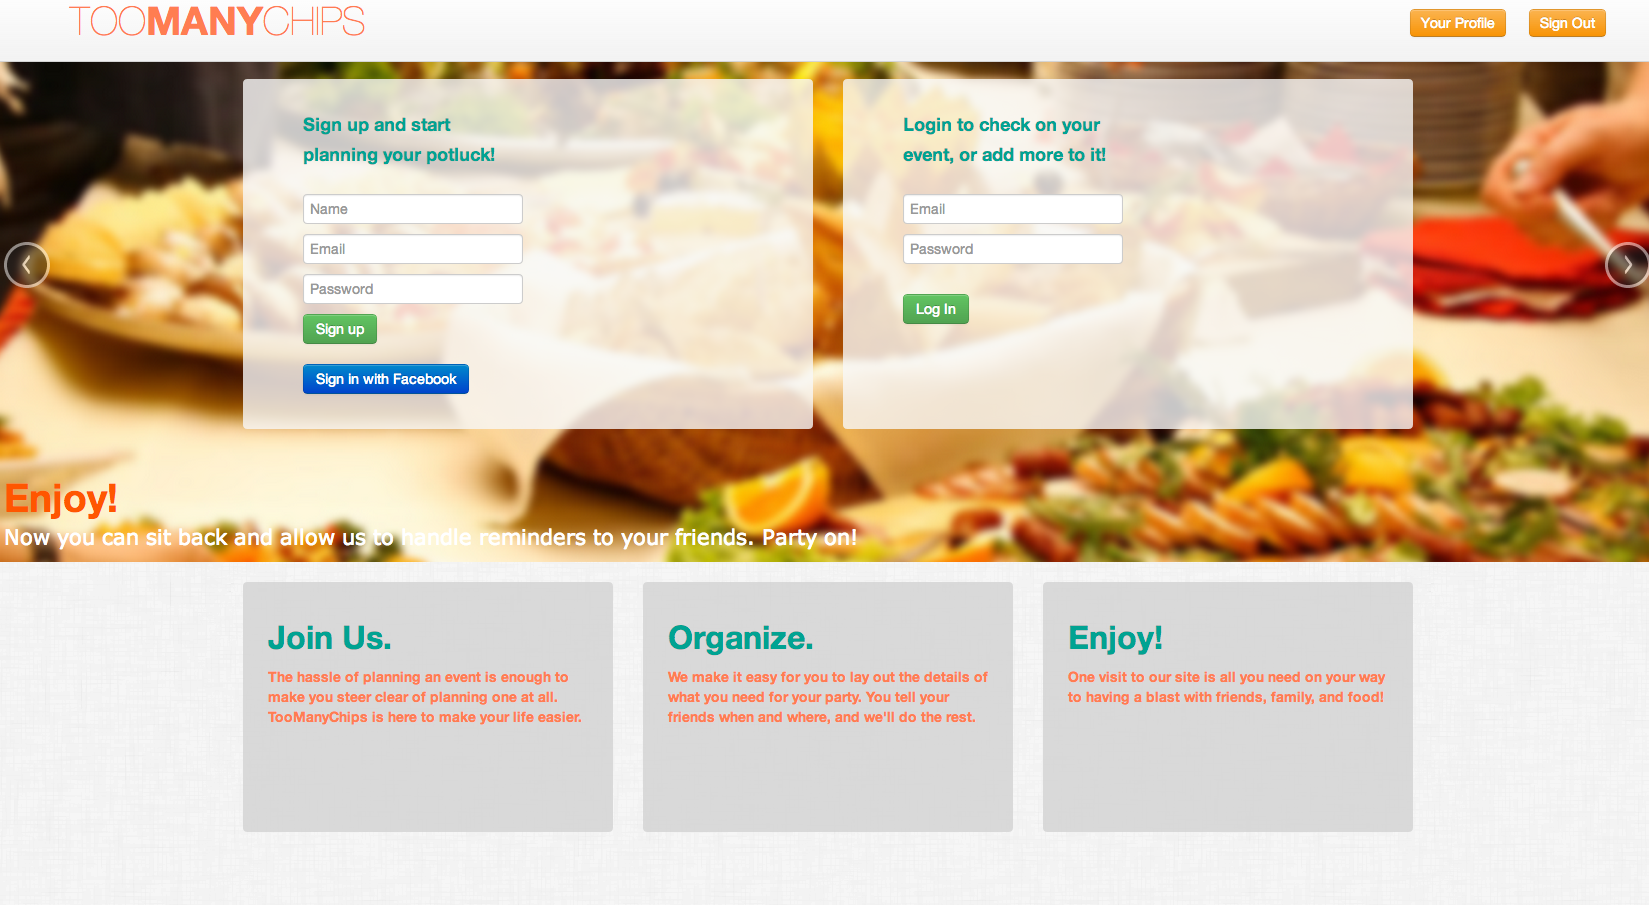 TOOMANYCHIPS
Your Profile
Sign Out
Sign up and start
planning your potluck!
Name
Email
Password
Sign up
Sign in with Facebook
Login to check on your
event, or add more to it!
Email
Password
Log In
Enjoy!
Now you can sit back and allow us to handle reminders to your friends. Party on!
Join Us.
The hassle of planning an event is enough to
make you steer clear of planning one at all.
TooManyChips is here to make your life easier.
Organize.
We make it easy for you to lay out the details of
what you need for your party. You tell your
friends when and where, and we'll do the rest.
Enjoy!
One visit to our site is all you need on your way
to having a blast with friends, family, and food!